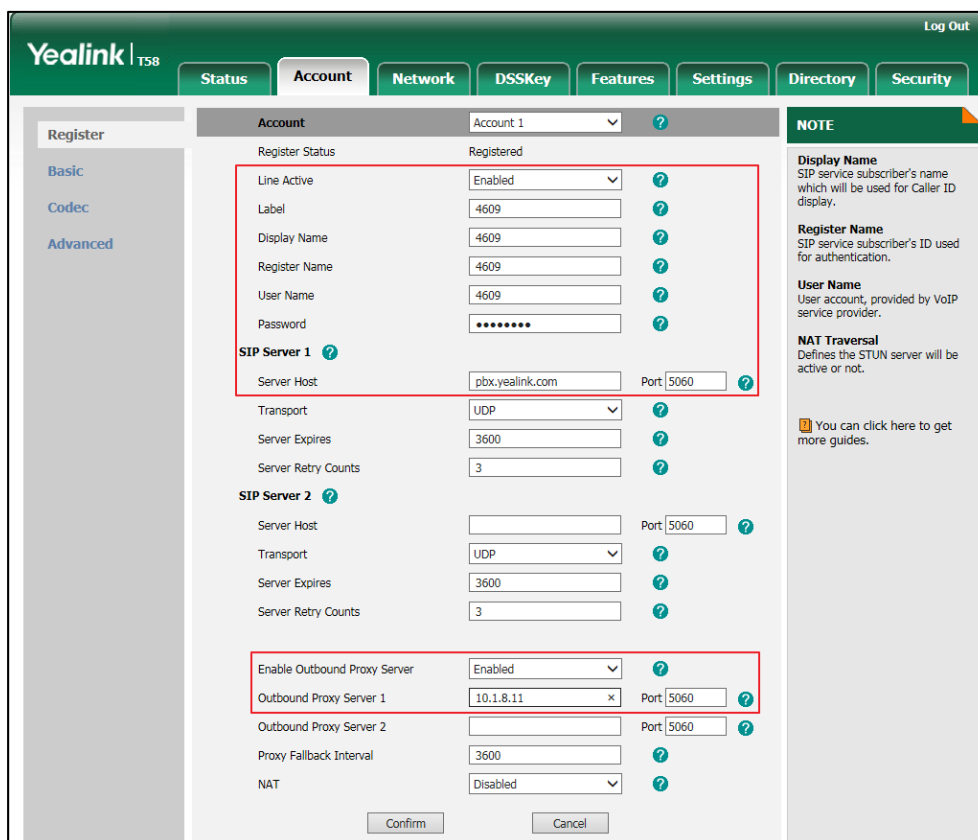 Log Out
Yealink T58
Status Account Network DSSKey Features Settings Directory Security
Register
Basic
Codec
Advanced
Account Account 1 ?
Register Status Registered
Line Active Enabled ?
Label 4609 ?
Display Name 4609 ?
Register Name 4609 ?
User Name 4609 ?
Password •••••••• ?
SIP Server 1 ?
Server Host pbx.yealink.com Port 5060 ?
Transport UDP ?
Server Expires 3600 ?
Server Retry Counts 3 ?
SIP Server 2 ?
Server Host Port 5060 ?
Transport UDP ?
Server Expires 3600 ?
Server Retry Counts 3 ?
Enable Outbound Proxy Server Enabled ?
Outbound Proxy Server 1 10.1.8.11 × Port 5060 ?
Outbound Proxy Server 2 Port 5060 ?
Proxy Fallback Interval 3600 ?
NAT Disabled ?
Confirm Cancel
NOTE
Display Name
SIP service subscriber's name
which will be used for Caller ID
display.
Register Name
SIP service subscriber's ID used
for authentication.
User Name
User account, provided by VoIP
service provider.
NAT Traversal
Defines the STUN server will be
active or not.
? You can click here to get
more guides.